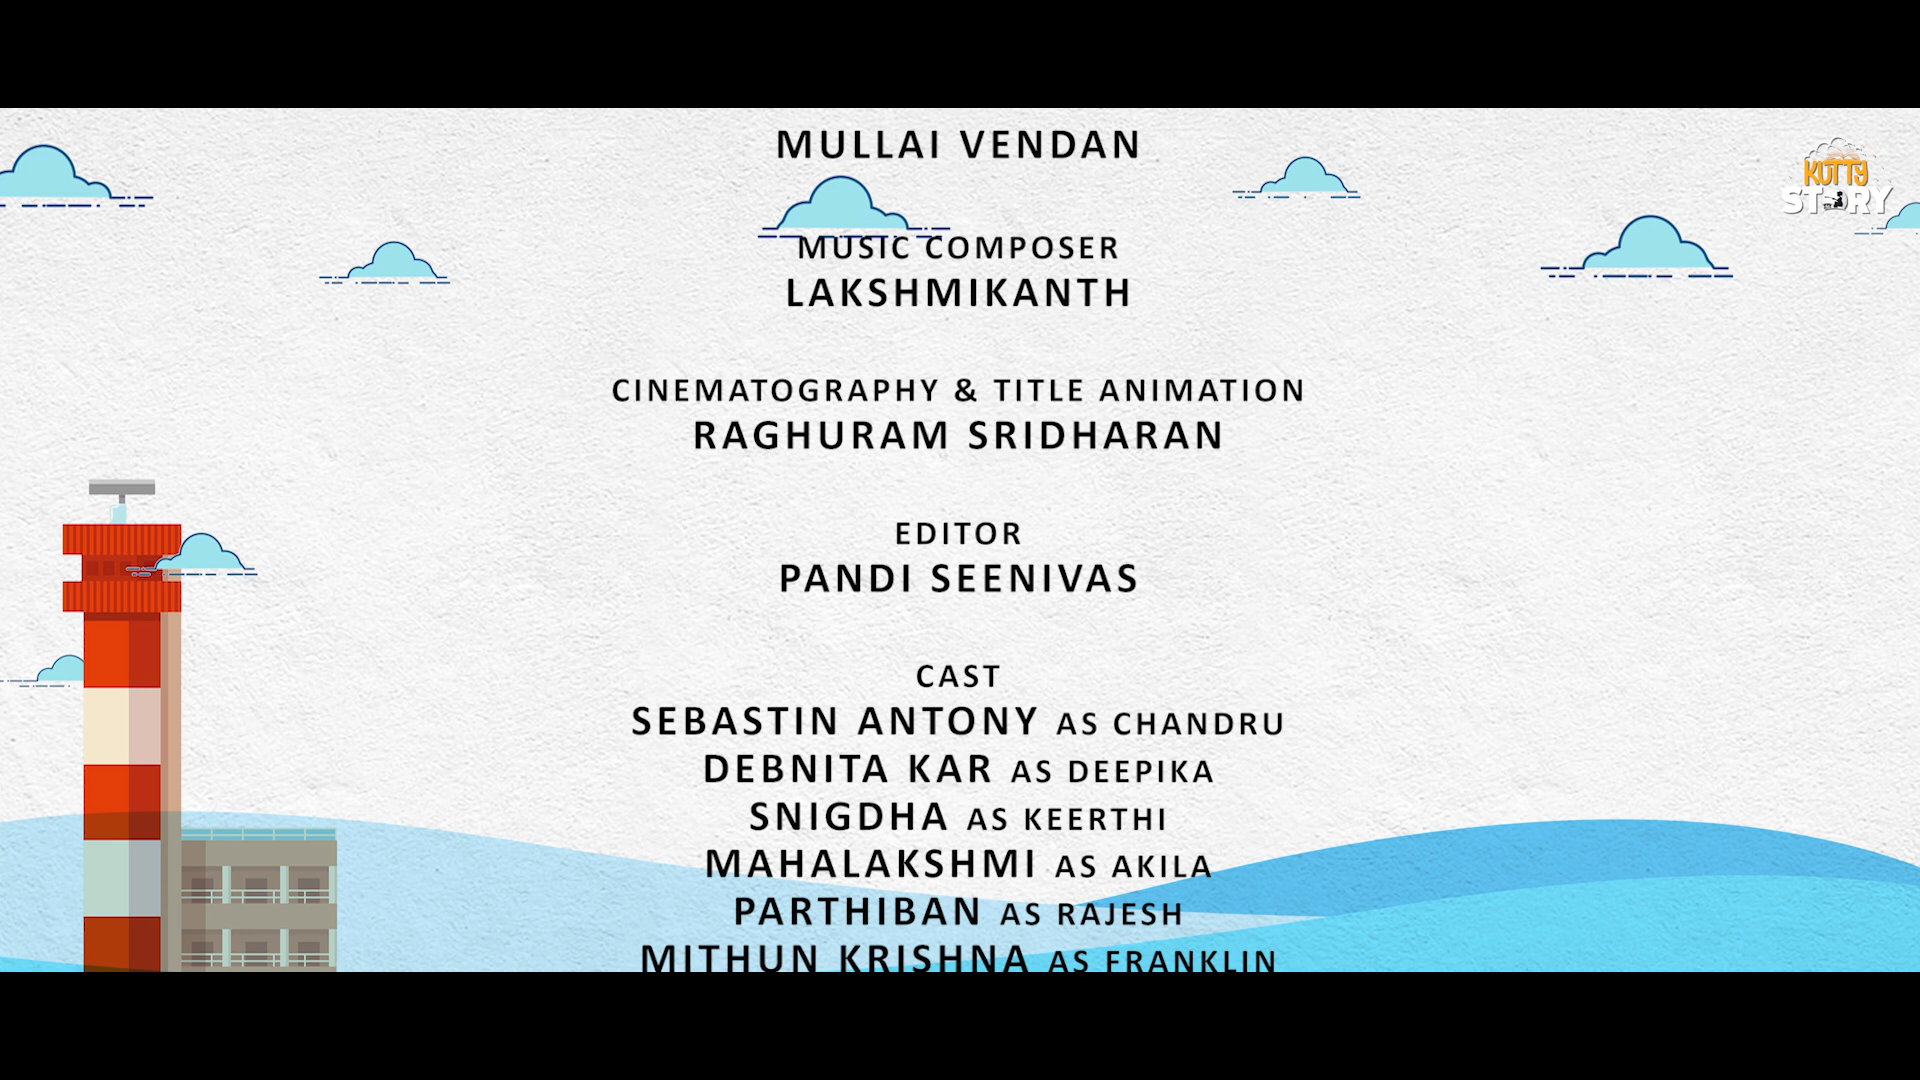 MULLAI VENDAN
KUTTY
STORY
MUSIC COMPOSER
LAKSHMIKANTH
CINEMATOGRAPHY & TITLE ANIMATION
RAGHURAM SRIDHARAN
EDITOR
PANDI SEENIVAS
CAST
SEBASTIN ANTONY AS CHANDRU
DEBNITA KAR AS DEEPIKA
SNIGDHA AS KEERTHI
MAHALAKSHMI AS AKILA
PARTHIBAN AS RAJESH
MITHUN KRISHNA AS FRANKLIN